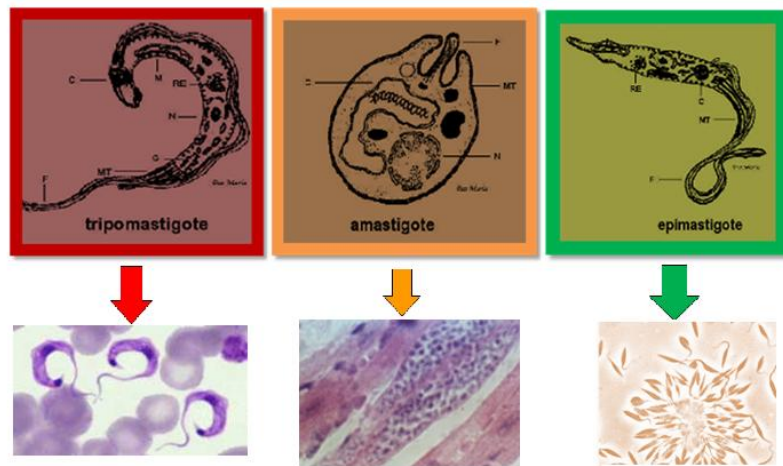 C
M
RE
N
G
MT
F
tripomastigote
F
MT
N
amastigote
RE
C
MT
F
epimastigote